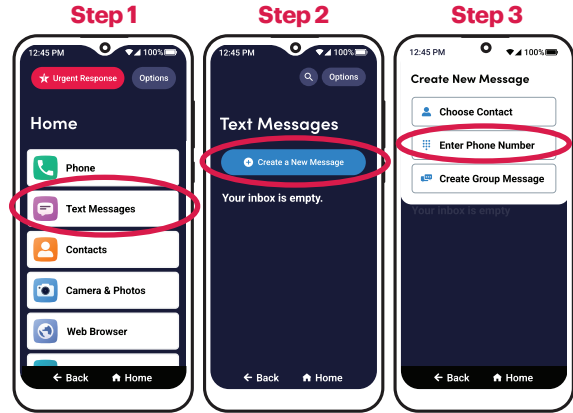 Step 1
12:45 PM
100%
Urgent Response
Options
Home
Phone
Text Messages
Contacts
Camera & Photos
Web Browser
Back
Home
Step 2
12:45 PM
100%
Options
Text Messages
Create a New Message
Your inbox is empty.
Back
Home
Step 3
12:45 PM
100%
Create New Message
Choose Contact
Enter Phone Number
Create Group Message
Your inbox is empty
Back
Home